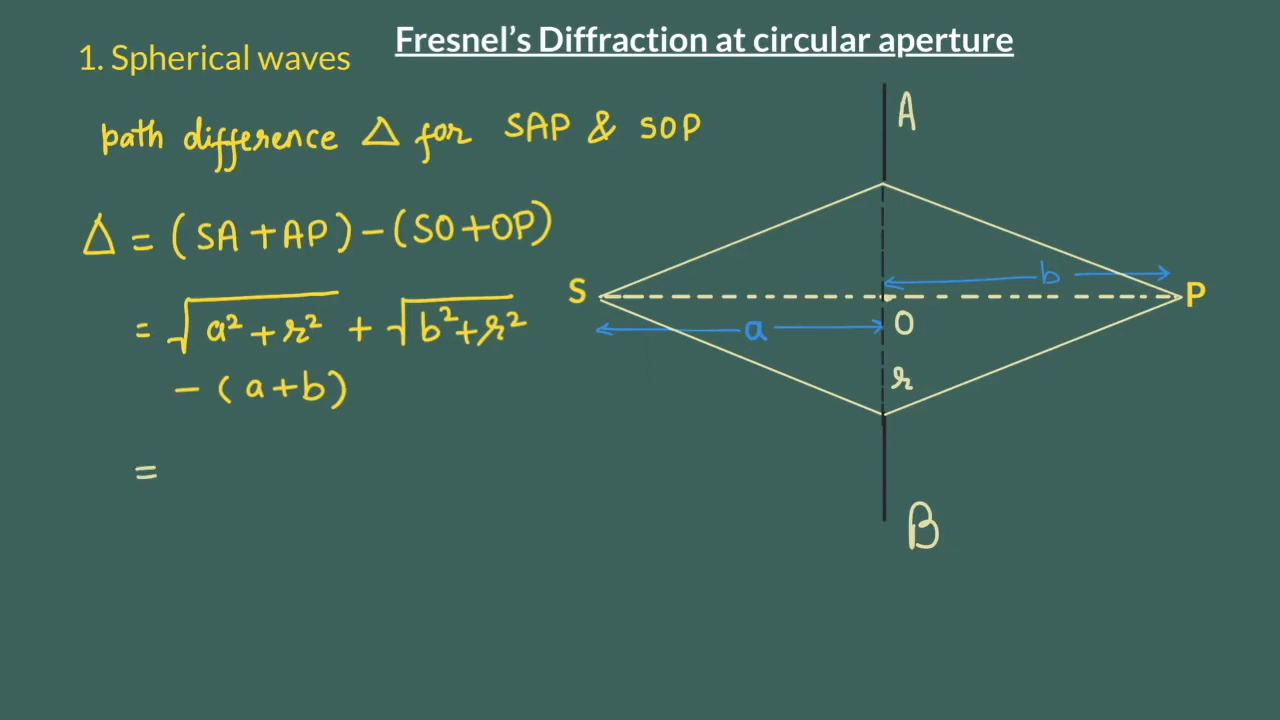 Fresnel's Diffraction at circular aperture
1. Spherical waves
path difference Δ for SAP & SOP
Δ = (SA + AP) - (SO + OP)
= √a² + r² + √b² + r²
- (a + b)
=
A
b
S
P
a
O
r
B